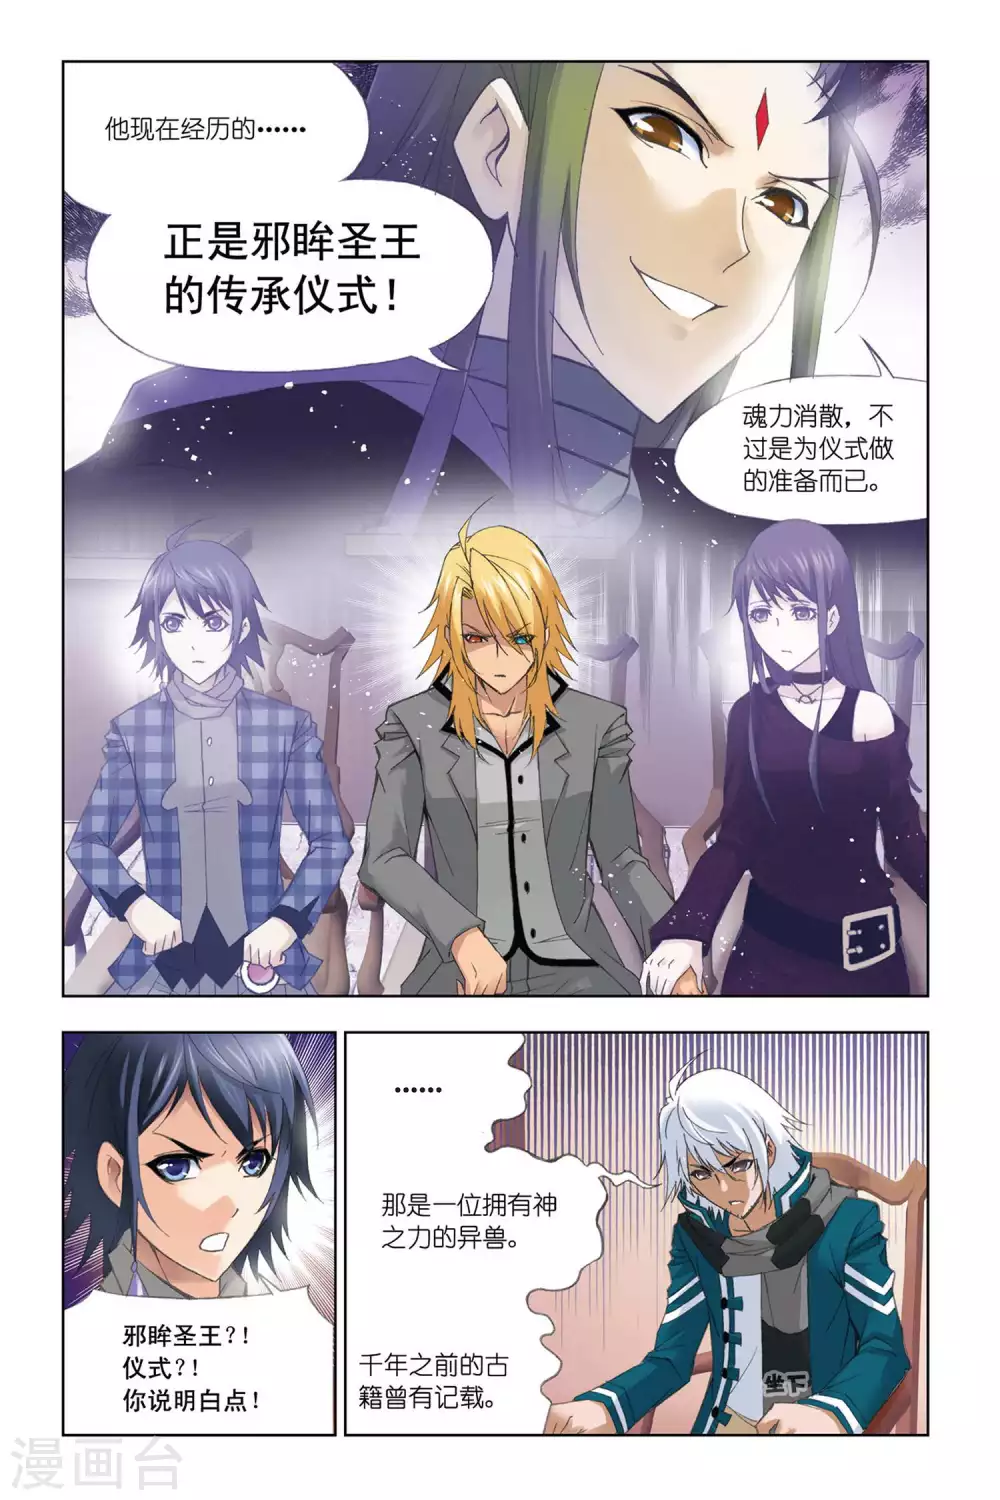 他现在经历的……
正是邪眸圣王
的传承仪式！
魂力消散，不
过是为仪式做
的准备而已。
邪眸圣王？！
仪式？！
你说明白点！
……
那是一位拥有神
之力的异兽。
千年之前的古
籍曾有记载。
坐下
漫画台